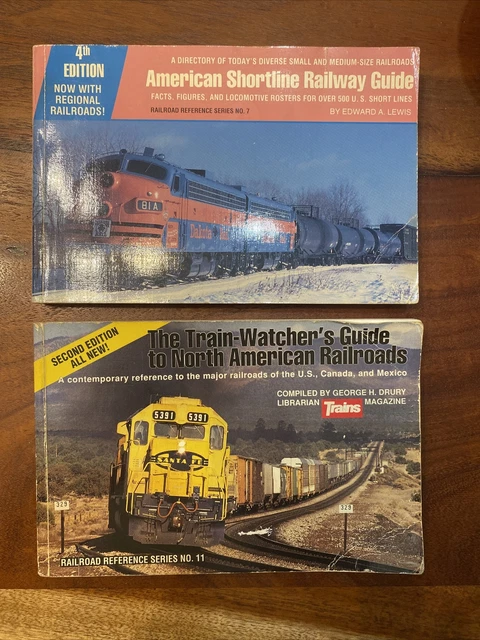 4th
EDITION
NOW WITH
REGIONAL
RAILROADS!
A DIRECTORY OF TODAY'S DIVERSE SMALL AND MEDIUM-SIZE RAILROADS
American Shortline Railway Guide
FACTS, FIGURES, AND LOCOMOTIVE ROSTERS FOR OVER 500 U.S. SHORT LINES
RAILROAD REFERENCE SERIES NO. 7
BY EDWARD A. LEWIS
81A
SECOND EDITION
ALL NEW!
The Train-Watcher's Guide
to North American Railroads
A contemporary reference to the major railroads of the U.S., Canada, and Mexico
COMPILED BY GEORGE H. DRURY
LIBRARIAN Trains MAGAZINE
5391 5391
SANTA FE
329
329
RAILROAD REFERENCE SERIES NO. 11